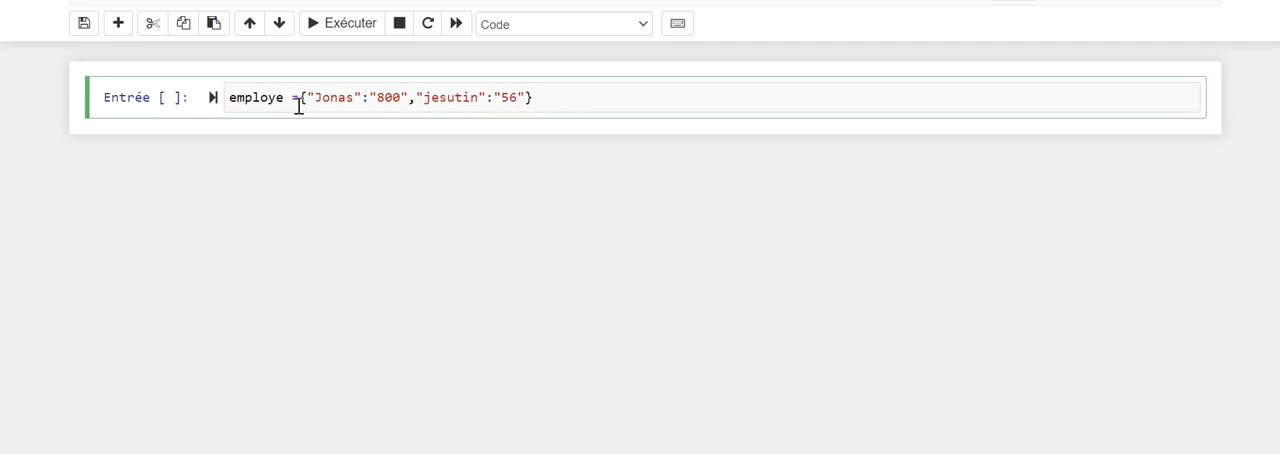 Exécuter Code
Entrée [ ]: employe ={"Jonas":"800","jesutin":"56"}